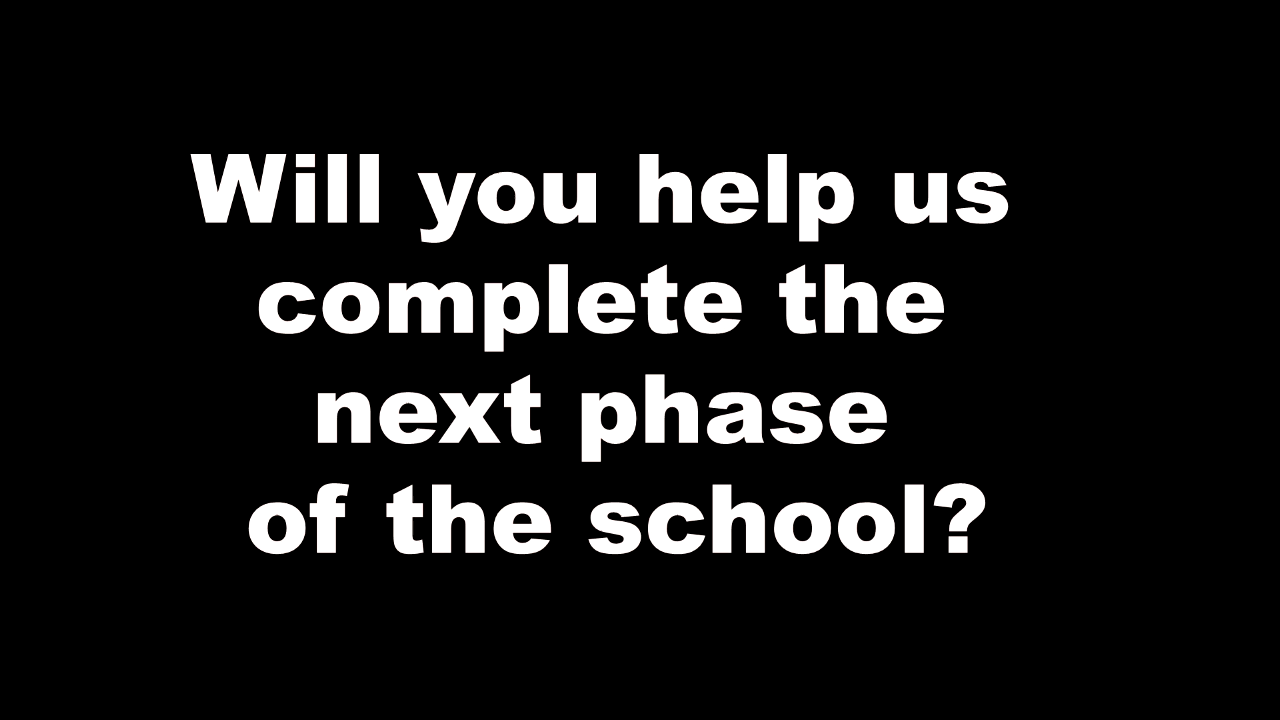 Will you help us
complete the
next phase
of the school?